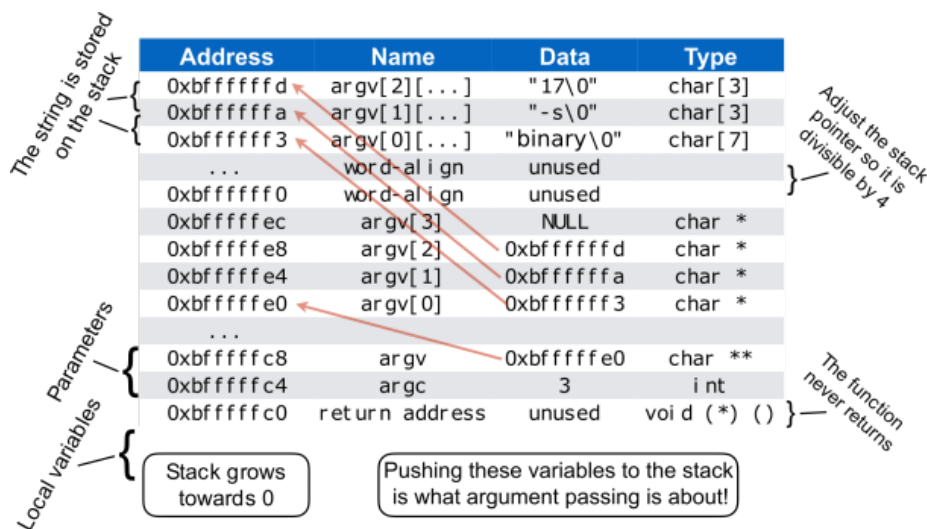 Address Name Data Type
0xbffffffd argv[2][...] "17\0" char[3]
0xbffffffa argv[1][...] "-s\0" char[3]
0xbffffff3 argv[0][...] "binary\0" char[7]
... word-align unused
0xbffffff0 word-align unused
0xbfffffec argv[3] NULL char *
0xbfffffe8 argv[2] 0xbffffffd char *
0xbfffffe4 argv[1] 0xbffffffa char *
0xbfffffe0 argv[0] 0xbffffff3 char *
...
0xbfffffc8 argv 0xbfffffe0 char **
0xbfffffc4 argc 3 int
0xbfffffc0 return address unused void (*) ()
The string is stored
on the stack
Adjust the stack
pointer so it is
divisible by 4
Parameters
The function
never returns
Local variables
Stack grows
towards 0
Pushing these variables to the stack
is what argument passing is about!